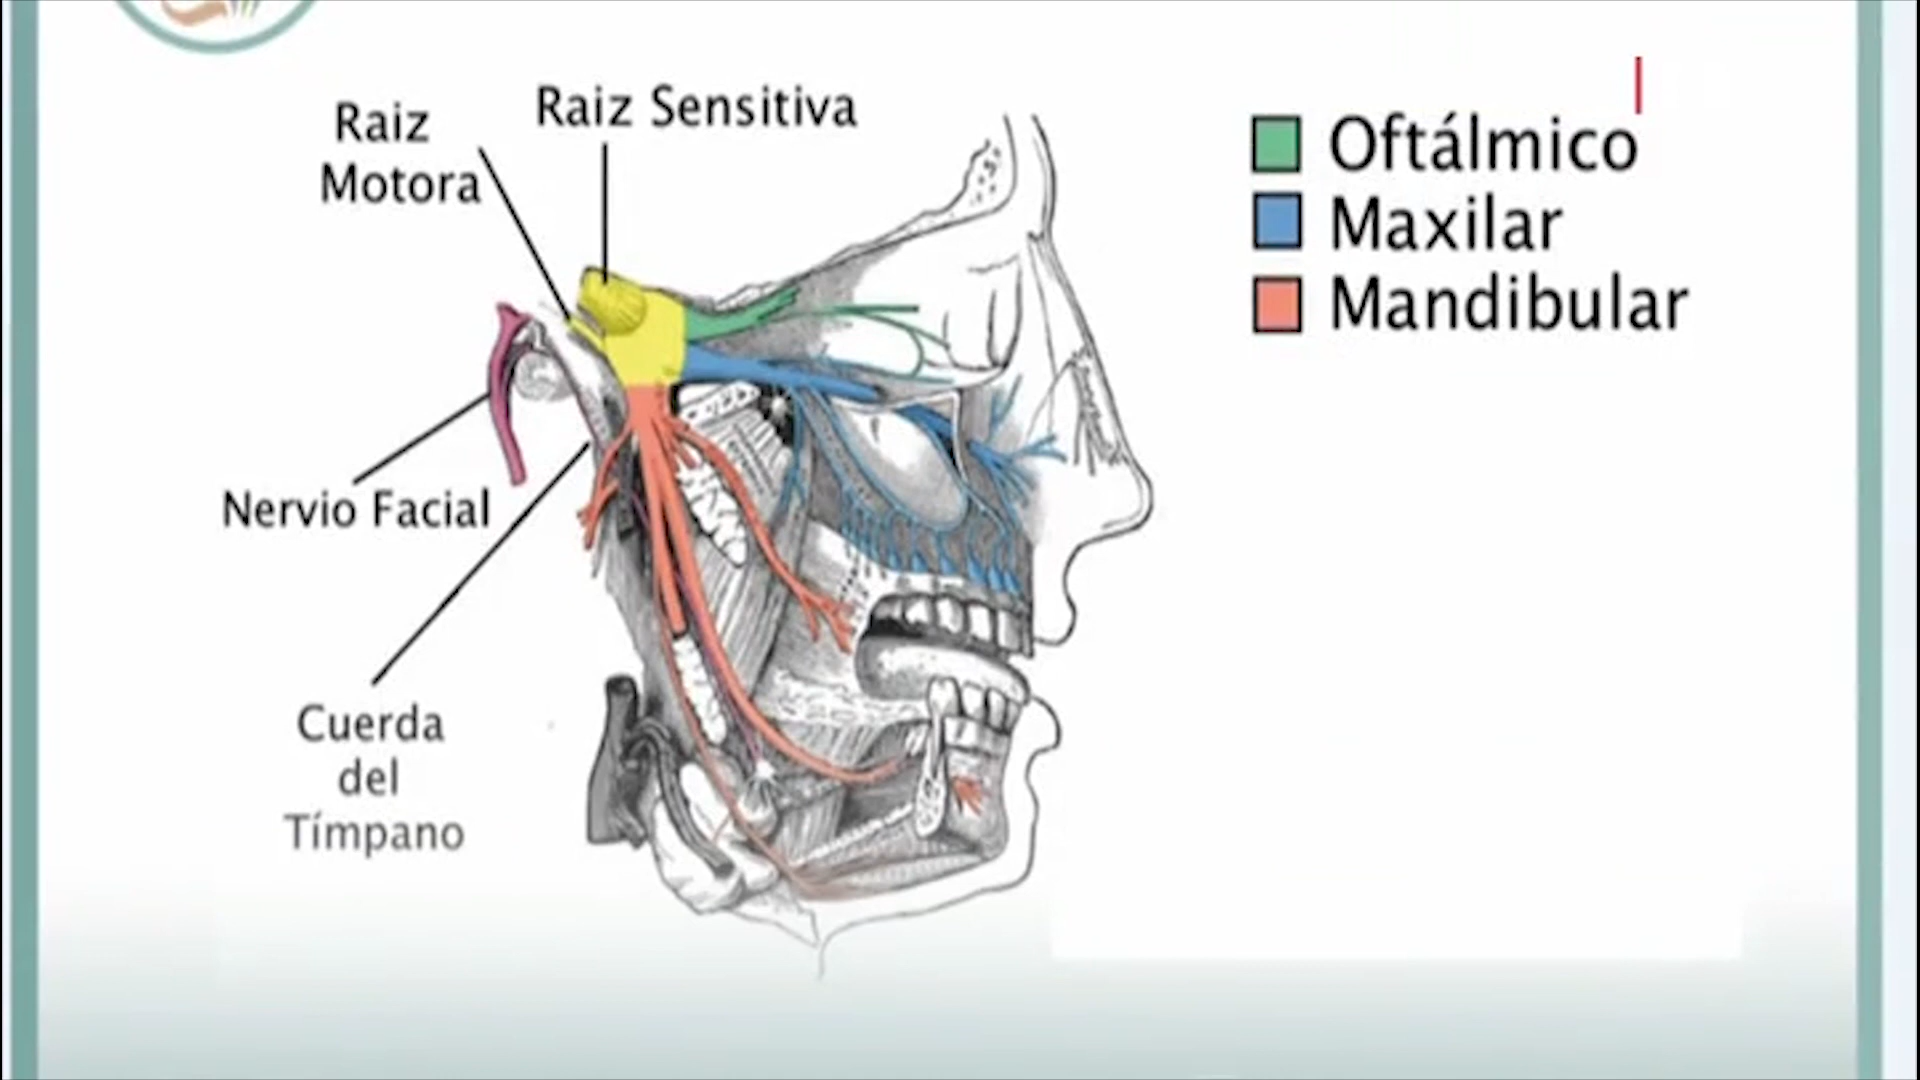 Raiz
Motora
Raiz Sensitiva
Nervio Facial
Cuerda
del
Tímpano
Oftálmico
Maxilar
Mandibular